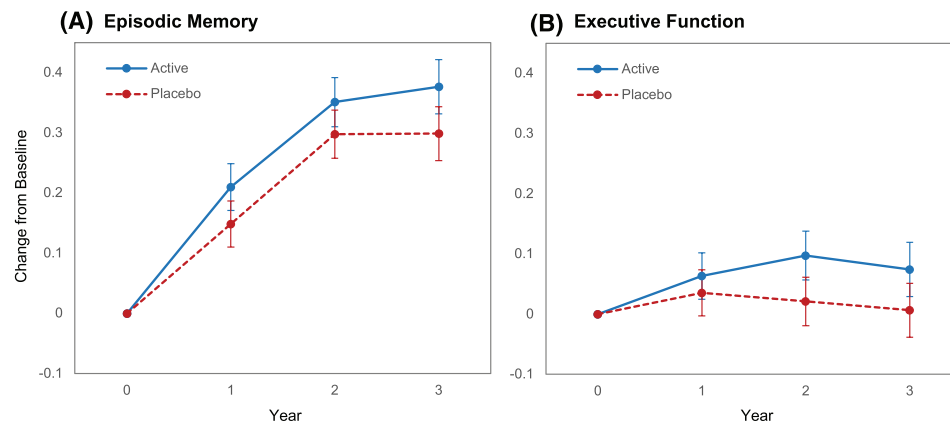 (A) Episodic Memory
0.4
0.3
0.2
0.1
0
-0.1
Change from Baseline
Active
Placebo
0 1 2 3
Year
(B) Executive Function
0.4
0.3
0.2
0.1
0
-0.1
Active
Placebo
0 1 2 3
Year